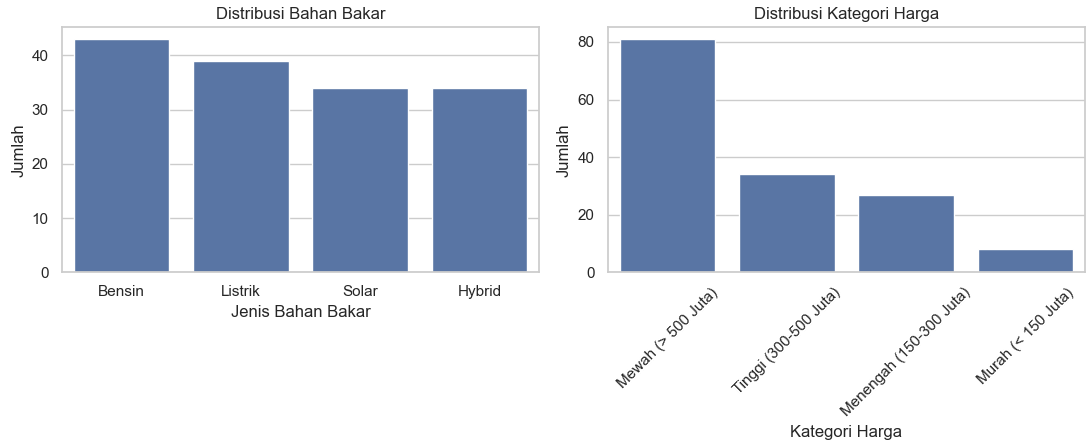 Distribusi Bahan Bakar
Jumlah
40
30
20
10
0
Bensin
Listrik
Solar
Hybrid
Jenis Bahan Bakar
Distribusi Kategori Harga
Jumlah
80
60
40
20
0
Mewah (> 500 Juta)
Tinggi (300-500 Juta)
Menengah (150-300 Juta)
Murah (< 150 Juta)
Kategori Harga